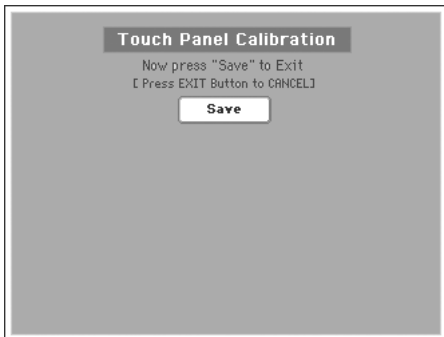 Touch Panel Calibration
Now press "Save" to Exit
[ Press EXIT Button to CANCEL]
Save